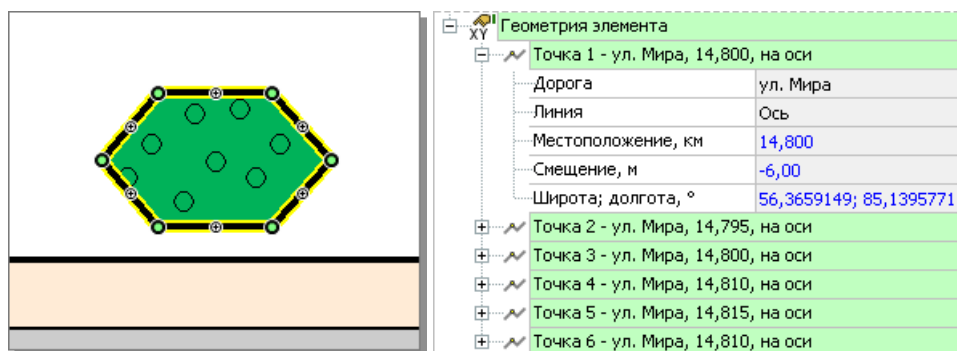 XY Геометрия элемента
Точка 1 - ул. Мира, 14,800, на оси
Дорога ул. Мира
Линия Ось
Местоположение, км 14,800
Смещение, м -6,00
Широта; долгота, ° 56,3659149; 85,1395771
Точка 2 - ул. Мира, 14,795, на оси
Точка 3 - ул. Мира, 14,800, на оси
Точка 4 - ул. Мира, 14,810, на оси
Точка 5 - ул. Мира, 14,815, на оси
Точка 6 - ул. Мира, 14,810, на оси